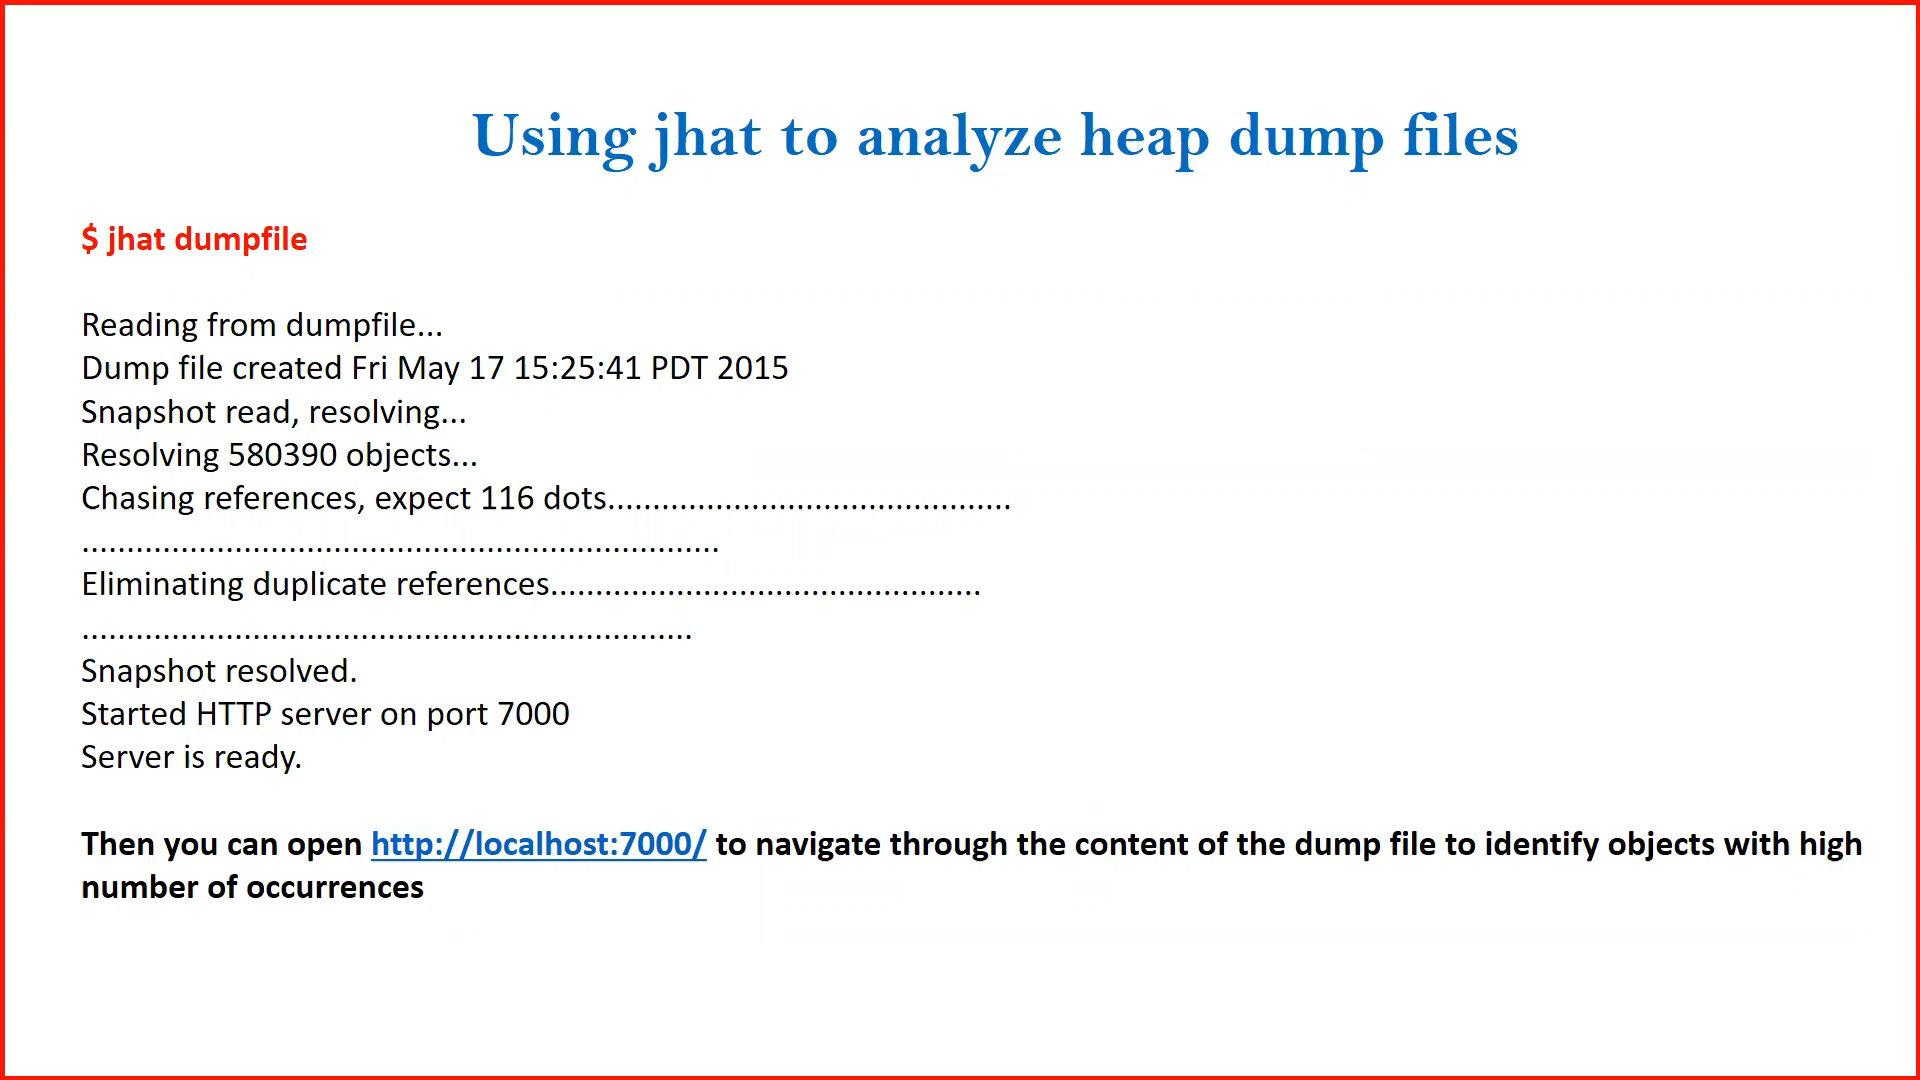 Using jhat to analyze heap dump files
$ jhat dumpfile
Reading from dumpfile...
Dump file created Fri May 17 15:25:41 PDT 2015
Snapshot read, resolving...
Resolving 580390 objects...
Chasing references, expect 116 dots.............................................
.......................................................................
Eliminating duplicate references................................................
....................................................................
Snapshot resolved.
Started HTTP server on port 7000
Server is ready.
Then you can open http://localhost:7000/ to navigate through the content of the dump file to identify objects with high
number of occurrences